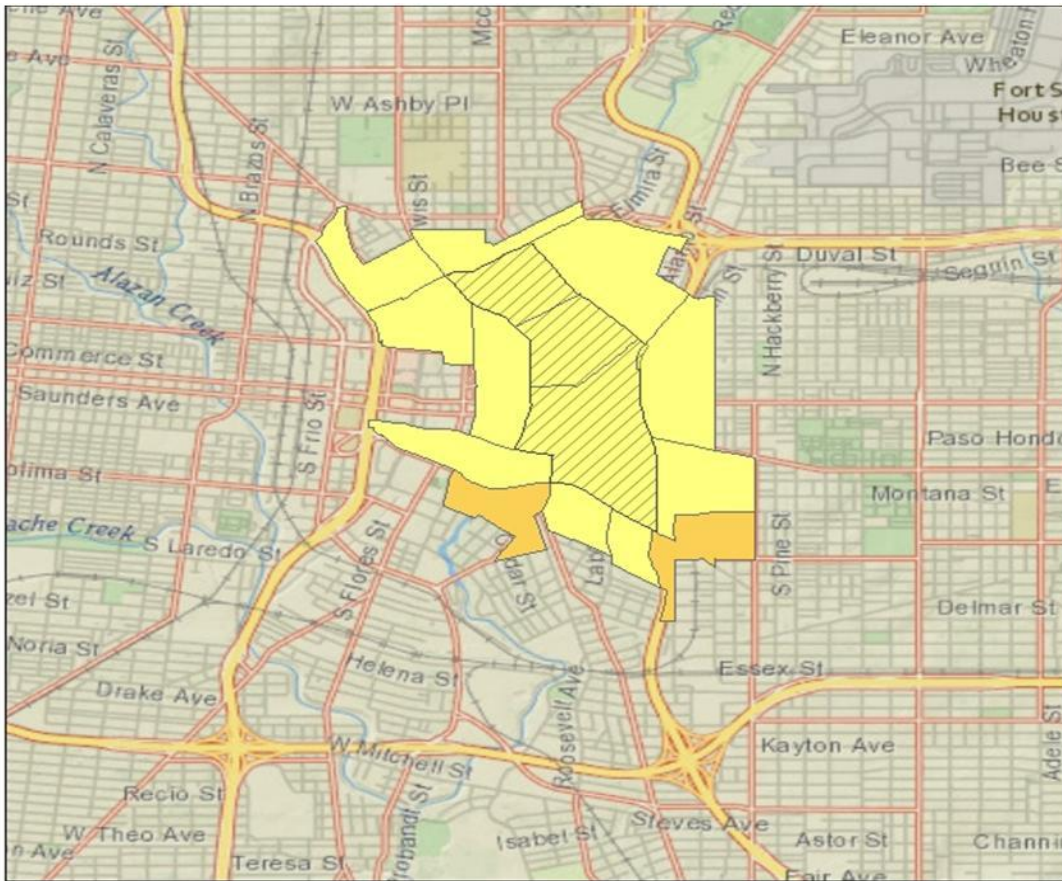 Eleanor Ave
W Ashby Pl
Fort S
Hous
N Calaveras St
N Brazos St
Elmira St
Bee S
Rounds St
Duval St
Seguin St
Alazan Creek
N Hackberry St
Commerce St
Saunders Ave
S Frio St
Paso Hondo
Montana St
S Laredo St
S Flores St
S Pine St
Delmar St
Noria St
Helena St
Essex St
Drake Ave
Roosevelt Ave
W Mitchell St
Kayton Ave
Adele St
Recio St
Steves Ave
W Theo Ave
Isabel St
Astor St
Channin
Teresa St
Fair Ave